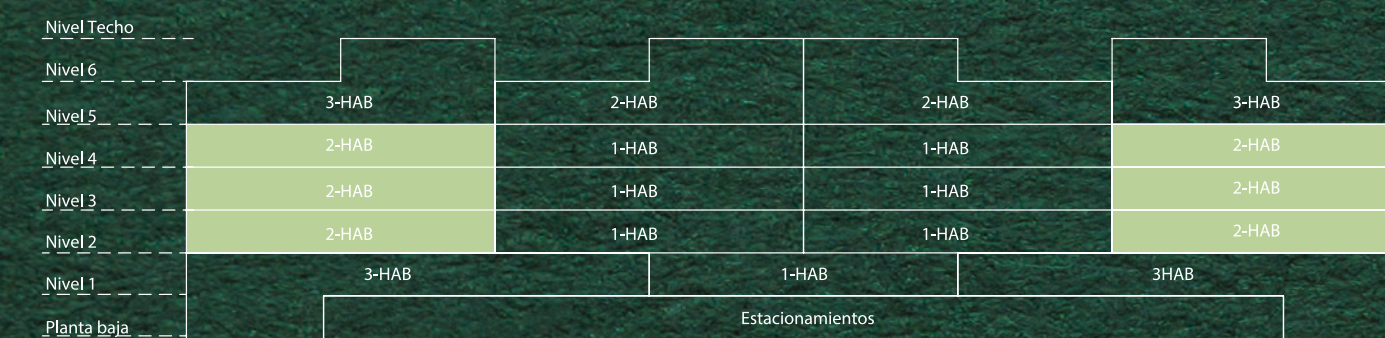 Nivel Techo
Nivel 6
3-HAB 2-HAB 2-HAB 3-HAB
Nivel 5
2-HAB 1-HAB 1-HAB 2-HAB
Nivel 4
2-HAB 1-HAB 1-HAB 2-HAB
Nivel 3
2-HAB 1-HAB 1-HAB 2-HAB
Nivel 2
3-HAB 1-HAB 3HAB
Nivel 1
Estacionamientos
Planta baja